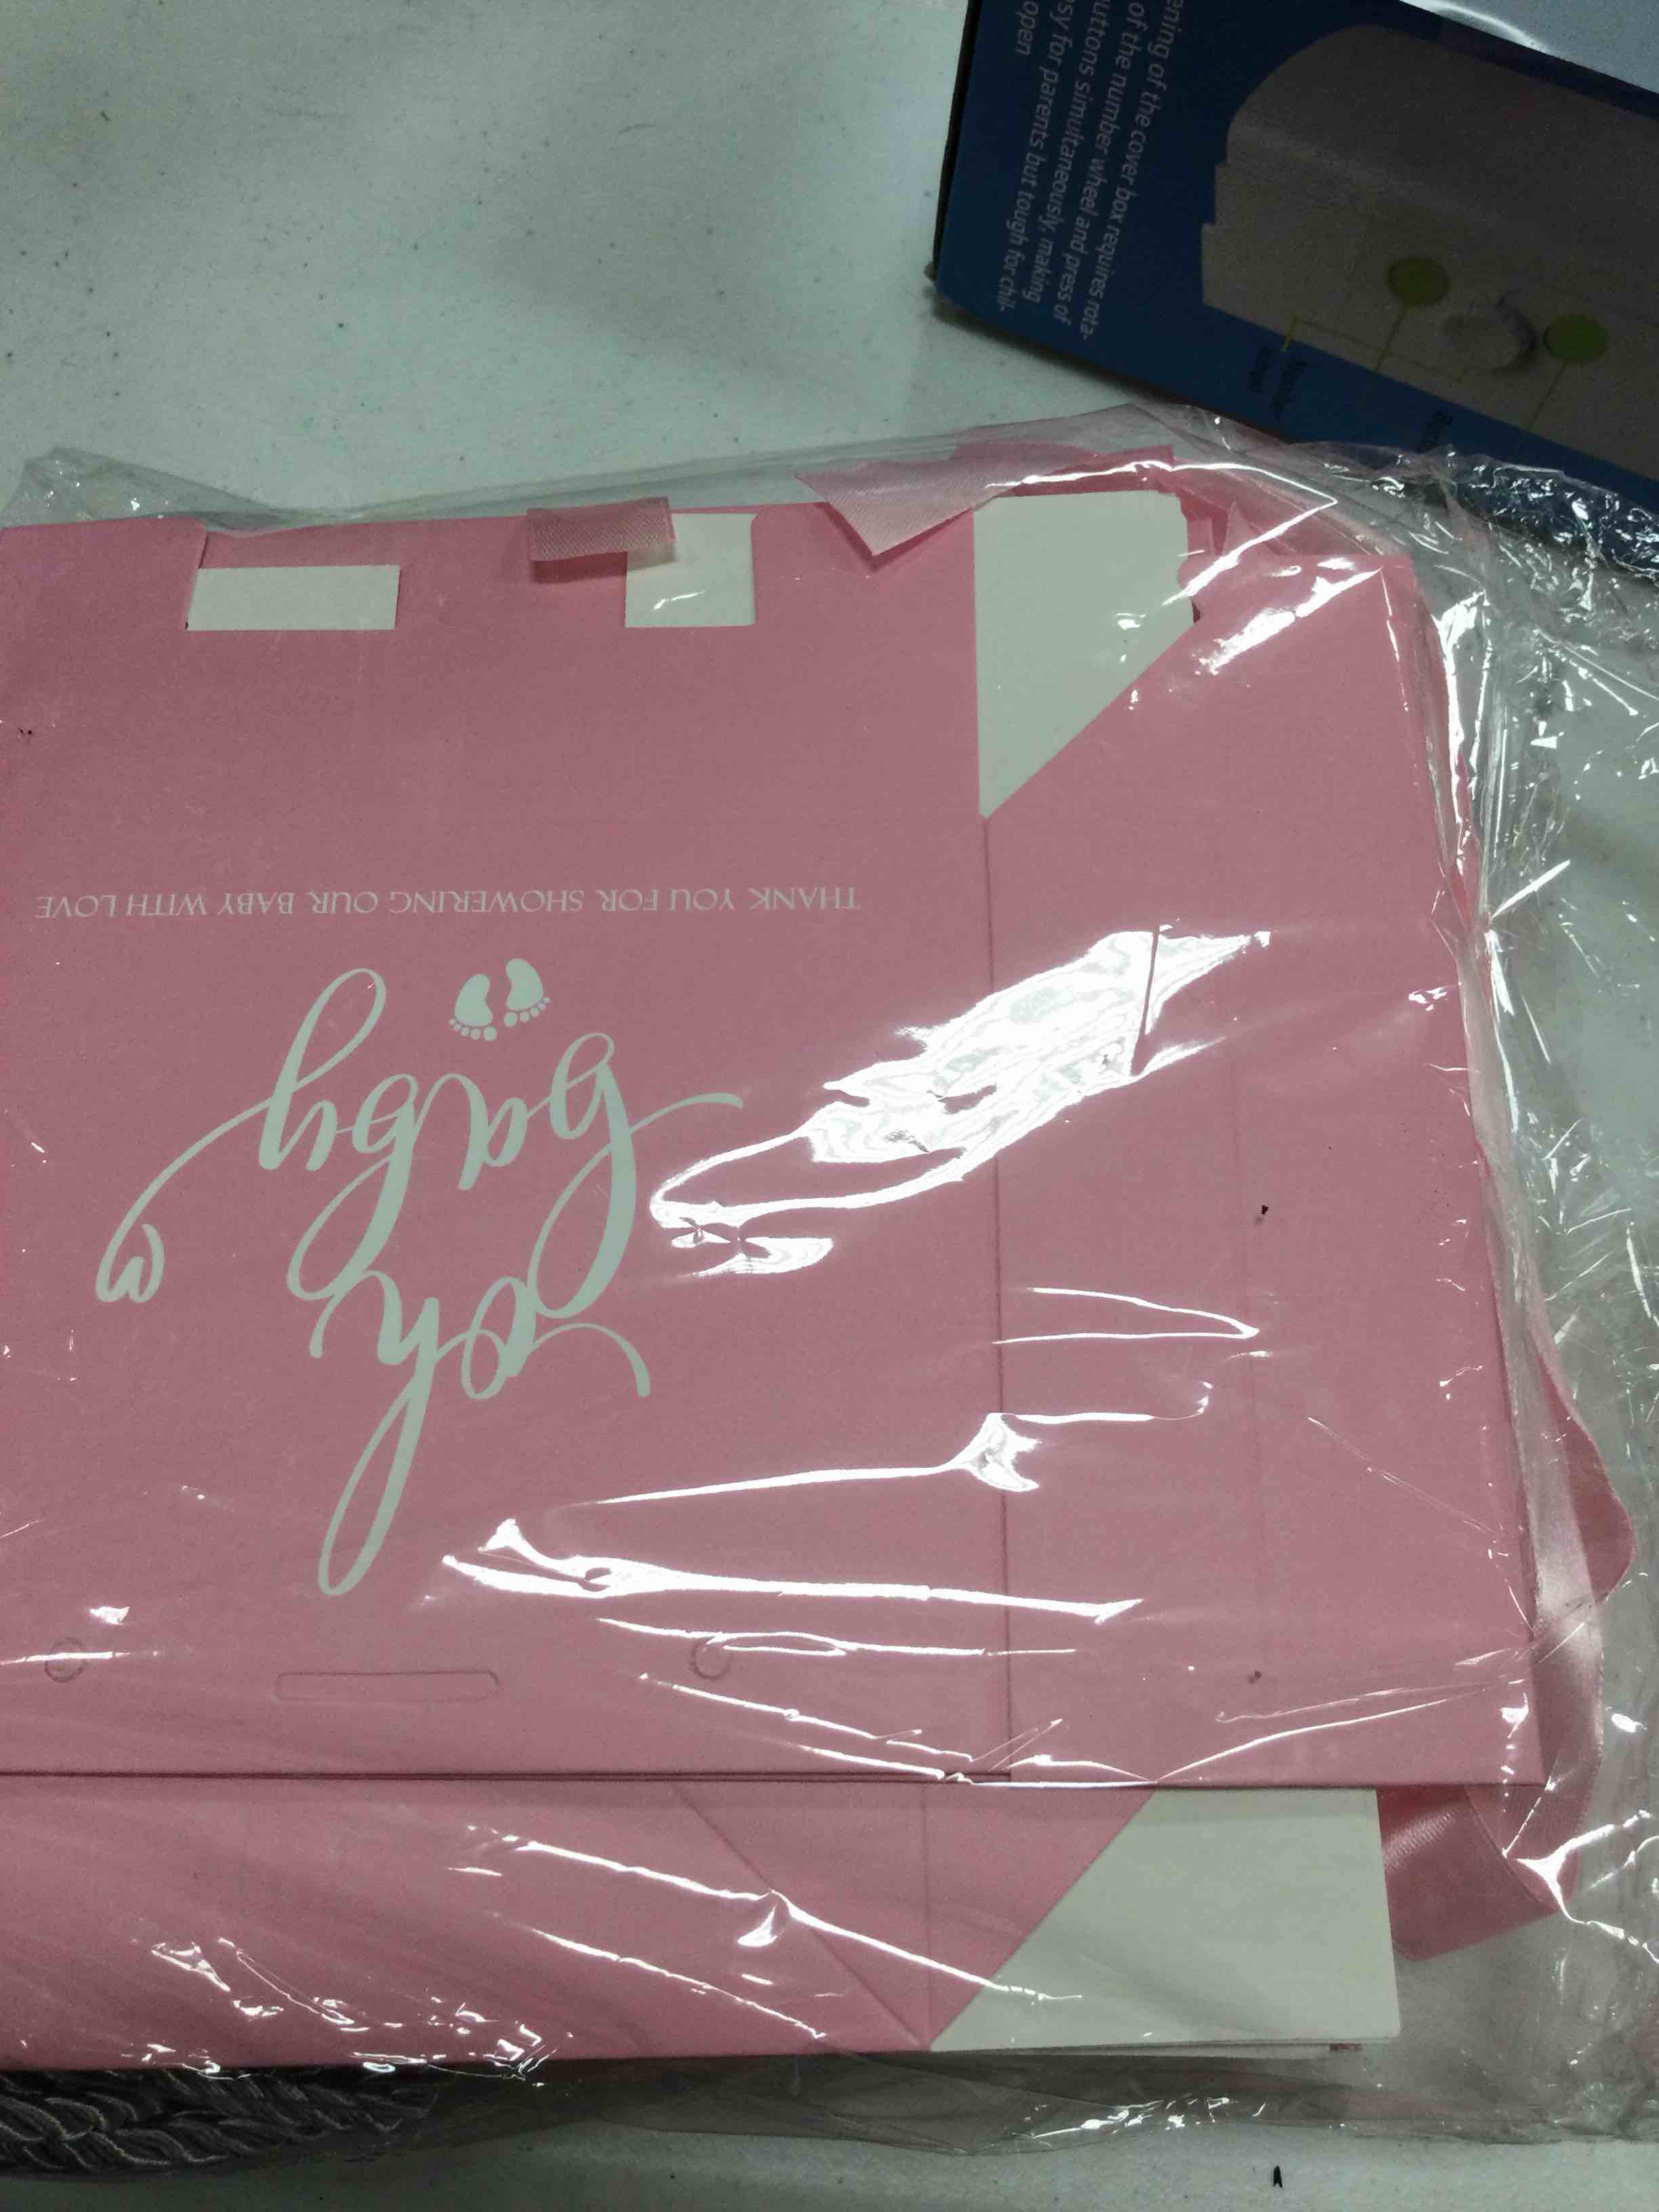 oh
baby
THANK YOU FOR SHOWERING OUR BABY WITH LOVE
ening of the cover box requires rota-
of the number wheel and press of
uttons simultaneously, making
sy for parents but tough for chil-
open
Number